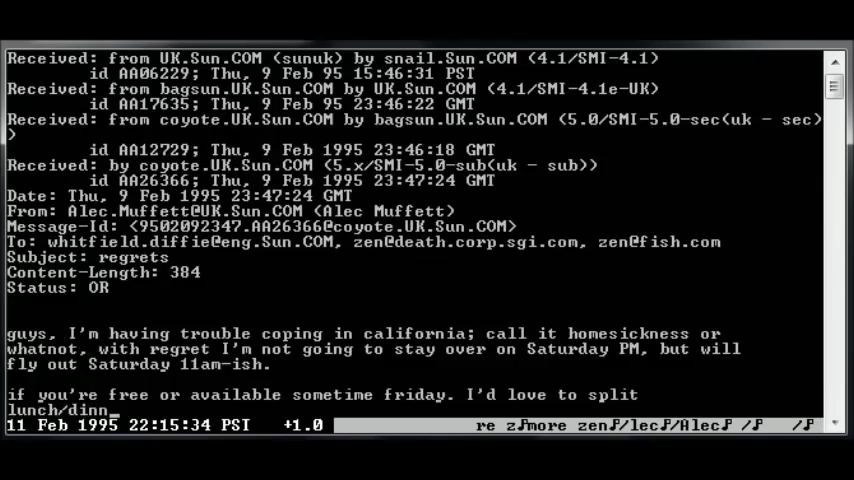 Received: from UK.Sun.COM (sunuk) by snail.Sun.COM (4.1/SMI-4.1)
id AA06229; Thu, 9 Feb 95 15:46:31 PST
Received: from bagsun.UK.Sun.COM by UK.Sun.COM (4.1/SMI-4.1e-UK)
id AA17635; Thu, 9 Feb 95 23:46:22 GMT
Received: from coyote.UK.Sun.COM by bagsun.UK.Sun.COM (5.0/SMI-5.0-sec(uk - sec)
)
id AA12729; Thu, 9 Feb 1995 23:46:18 GMT
Received: by coyote.UK.Sun.COM (5.x/SMI-5.0-sub(uk - sub))
id AA26366; Thu, 9 Feb 1995 23:47:24 GMT
Date: Thu, 9 Feb 1995 23:47:24 GMT
From: Alec.Muffett@UK.Sun.COM (Alec Muffett)
Message-Id: <9502092347.AA26366@coyote.UK.Sun.COM>
To: whitfield.diffie@eng.Sun.COM, zen@death.corp.sgi.com, zen@fish.com
Subject: regrets
Content-Length: 384
Status: OR
guys, I'm having trouble coping in california; call it homesickness or
whatnot, with regret I'm not going to stay over on Saturday PM, but will
fly out Saturday 11am-ish.
if you're free or available sometime friday. I'd love to split
lunch/dinn_
11 Feb 1995 22:15:34 PSI +1.0 re z♪more zen♪/lec♪/Alec♪ /♪ /♪